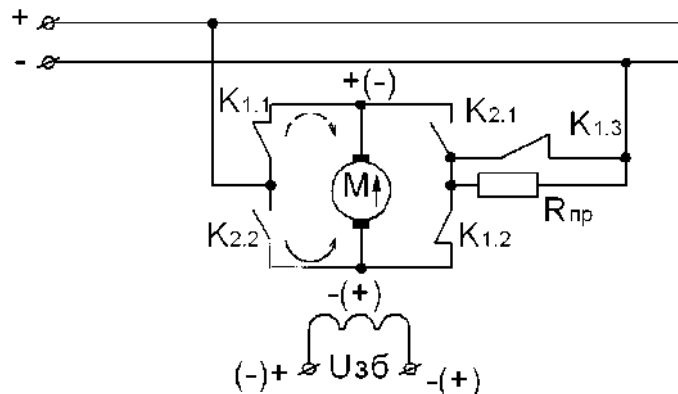 +
-
+(-)
K1.1
K2.1
K1.3
M
Rпр
K2.2
K1.2
-(+)
(-)+ Uзб -(+)